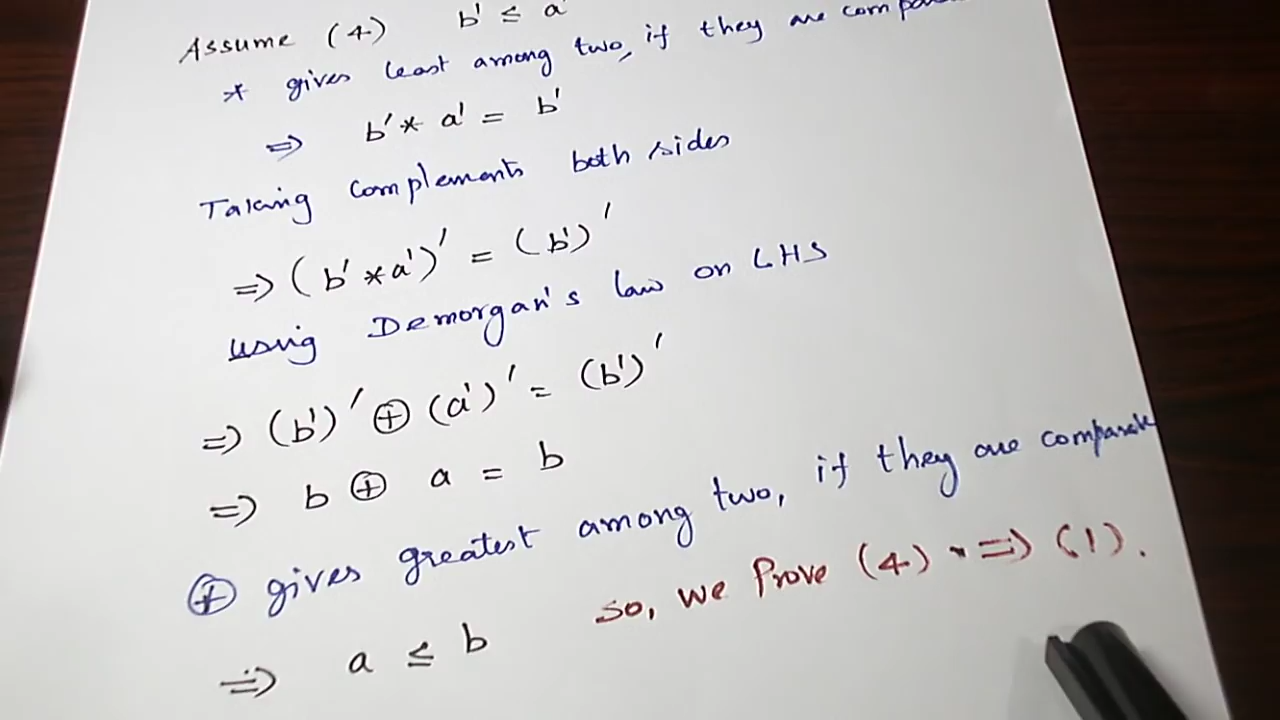 Assume (4) b' ≤ a'
* gives least among two, if they are
⇒ b' * a' = b'
Taking complements both sides
⇒ (b' * a')' = (b')'
using Demorgan's law on LHS
⇒ (b')' ⊕ (a')' = (b')'
⇒ b ⊕ a = b
⊕ gives greatest among two, if they are
⇒ a ≤ b so, we Prove (4) ⇒ (1).